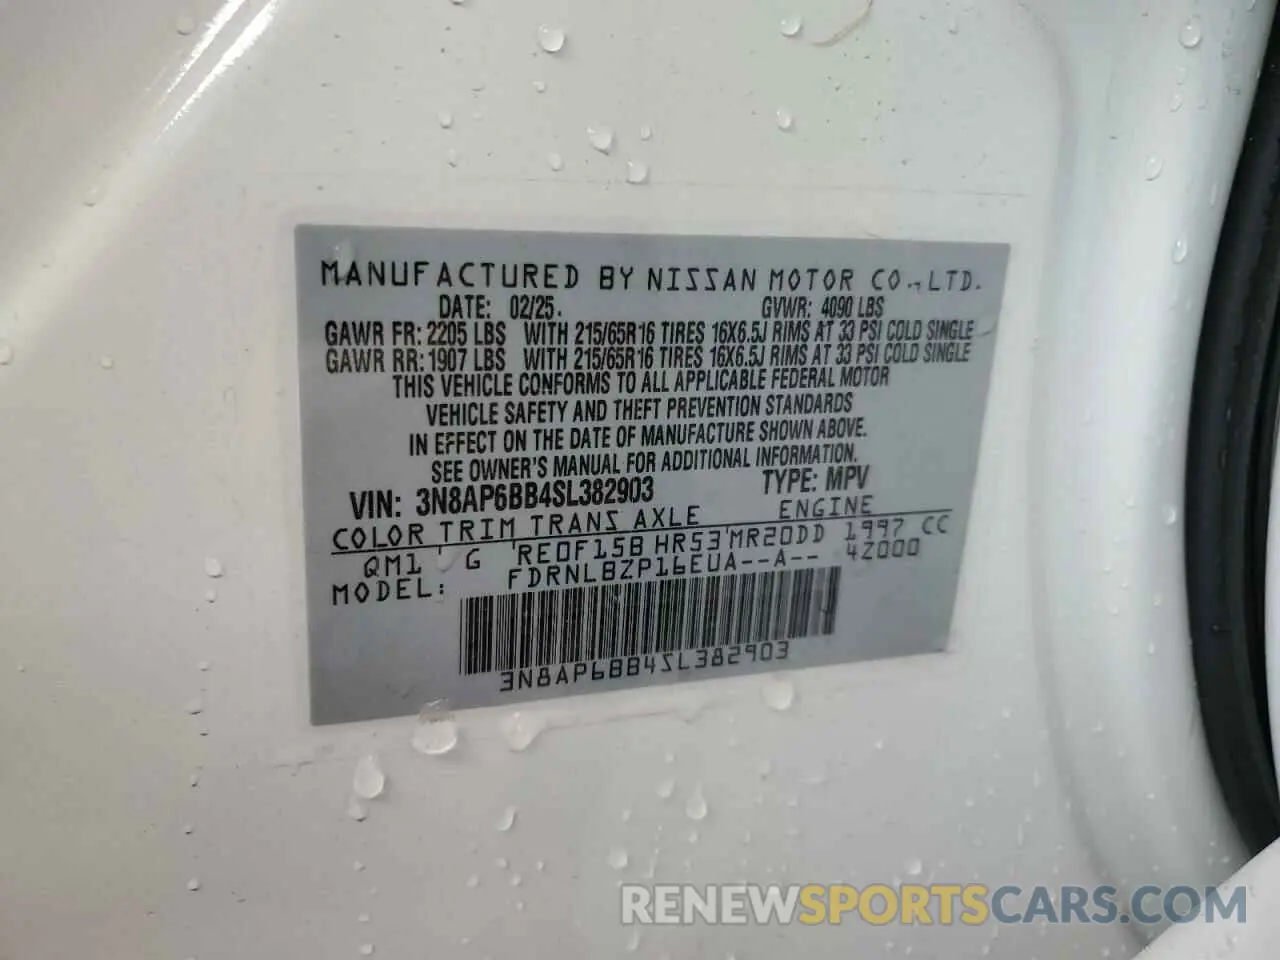 MANUFACTURED BY NISSAN MOTOR CO.,LTD.
DATE: 02/25. GVWR: 4090 LBS
GAWR FR: 2205 LBS WITH 215/65R16 TIRES 16X6.5J RIMS AT 33 PSI COLD SINGLE
GAWR RR: 1907 LBS WITH 215/65R16 TIRES 16X6.5J RIMS AT 33 PSI COLD SINGLE
THIS VEHICLE CONFORMS TO ALL APPLICABLE FEDERAL MOTOR
VEHICLE SAFETY AND THEFT PREVENTION STANDARDS
IN EFFECT ON THE DATE OF MANUFACTURE SHOWN ABOVE.
SEE OWNER'S MANUAL FOR ADDITIONAL INFORMATION.
VIN: 3N8AP6BB4SL382903 TYPE: MPV
COLOR TRIM TRANS AXLE ENGINE
QM1 G RE0F15B HR53 MR20DD 1997 CC
MODEL: FDRNLBZP16EUA--A-- 4Z000
3N8AP6BB4SL382903
RENEWSPORTSCARS.COM